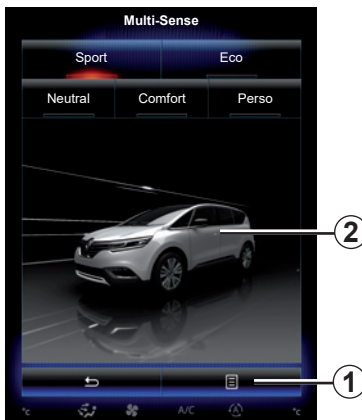 Multi-Sense
Sport Eco
Neutral Comfort Perso
2
1
°c A/C A °c